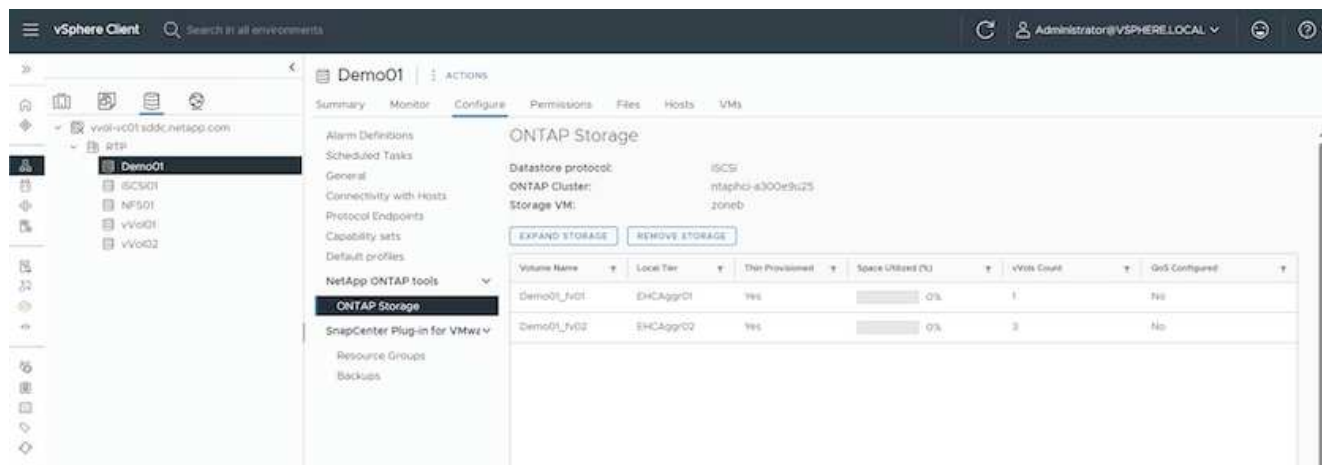 vSphere Client Search in all environments Administrator@VSPHERE.LOCAL
Demo01 ACTIONS
Summary Monitor Configure Permissions Files Hosts VMs
vvol-vc01.sddc.netapp.com
RTP
Demo01
iSCSI01
NFS01
vVol01
vVol02
Alarm Definitions
Scheduled Tasks
General
Connectivity with Hosts
Protocol Endpoints
Capability sets
Default profiles
NetApp ONTAP tools
ONTAP Storage
SnapCenter Plug-in for VMwa
Resource Groups
Backups
ONTAP Storage
Datastore protocol: iSCSI
ONTAP Cluster: ntaphci-a300e9u25
Storage VM: zoneb
EXPAND STORAGE REMOVE STORAGE
Volume Name Local Tier Thin Provisioned Space Utilized (%) vVols Count QoS Configured
Demo01_fv01 EHCAggr01 Yes 0% 1 No
Demo01_fv02 EHCAggr02 Yes 0% 3 No